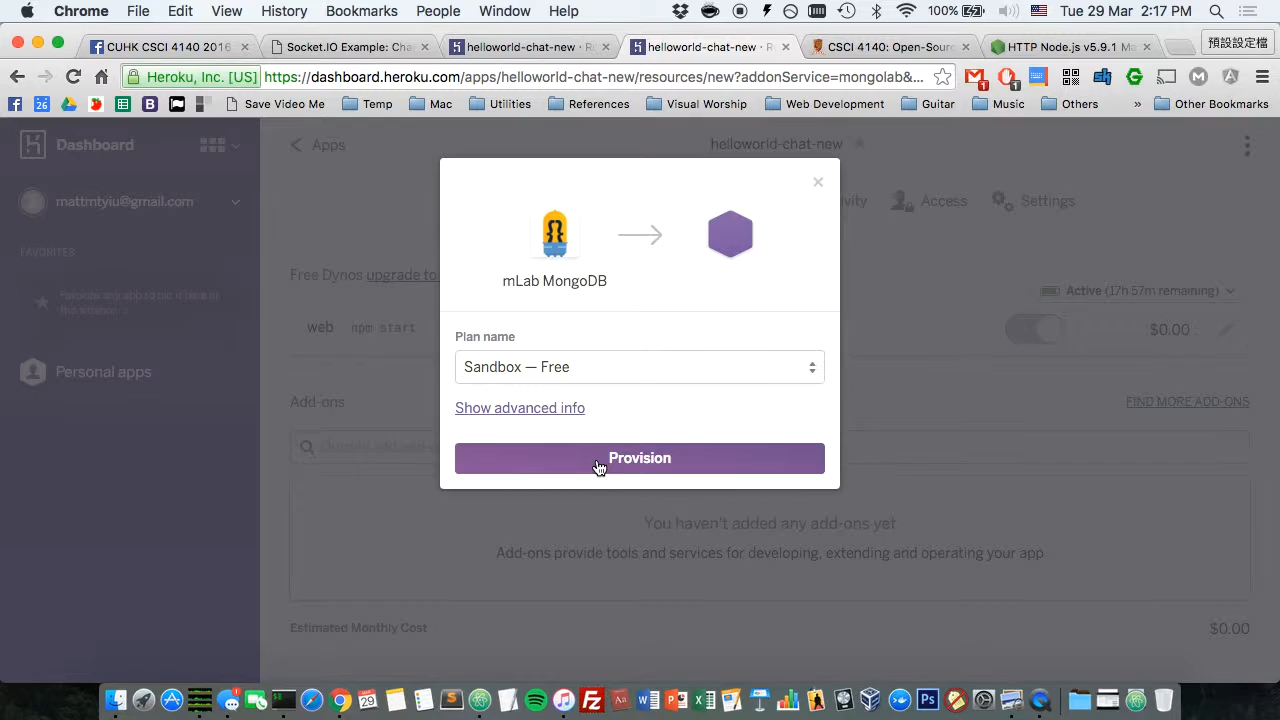 Chrome File Edit View History Bookmarks People Window Help 100% Tue 29 Mar 2:17 PM
CUHK CSCI 4140 2016 × Socket.IO Example: Cha × helloworld-chat-new · R × helloworld-chat-new · R × CSCI 4140: Open-Sour × HTTP Node.js v5.9.1 Ma × 預設設定檔
Heroku, Inc. [US] https://dashboard.heroku.com/apps/helloworld-chat-new/resources/new?addonService=mongolab&...
26 Save Video Me Temp Mac Utilities References Visual Worship Web Development Guitar Music Others » Other Bookmarks
Dashboard Apps helloworld-chat-new
mattmtyiu@gmail.com ivity Access Settings
FAVORITES
Free Dynos upgrade to
Active (17h 57m remaining)
web npm start $0.00
Personal apps
Add-ons FIND MORE ADD-ONS
mLab MongoDB
Plan name
Sandbox — Free
Show advanced info
Provision
You haven't added any add-ons yet
Add-ons provide tools and services for developing, extending and operating your app
Estimated Monthly Cost $0.00